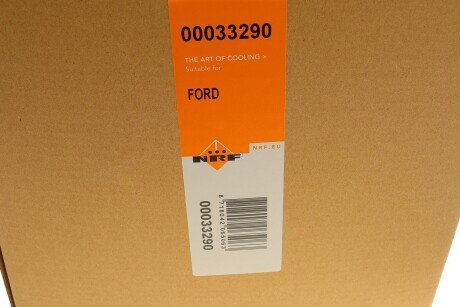 00033290
THE ART OF COOLING >
Suitable for:
FORD
NRF
NRF.EU
00033290